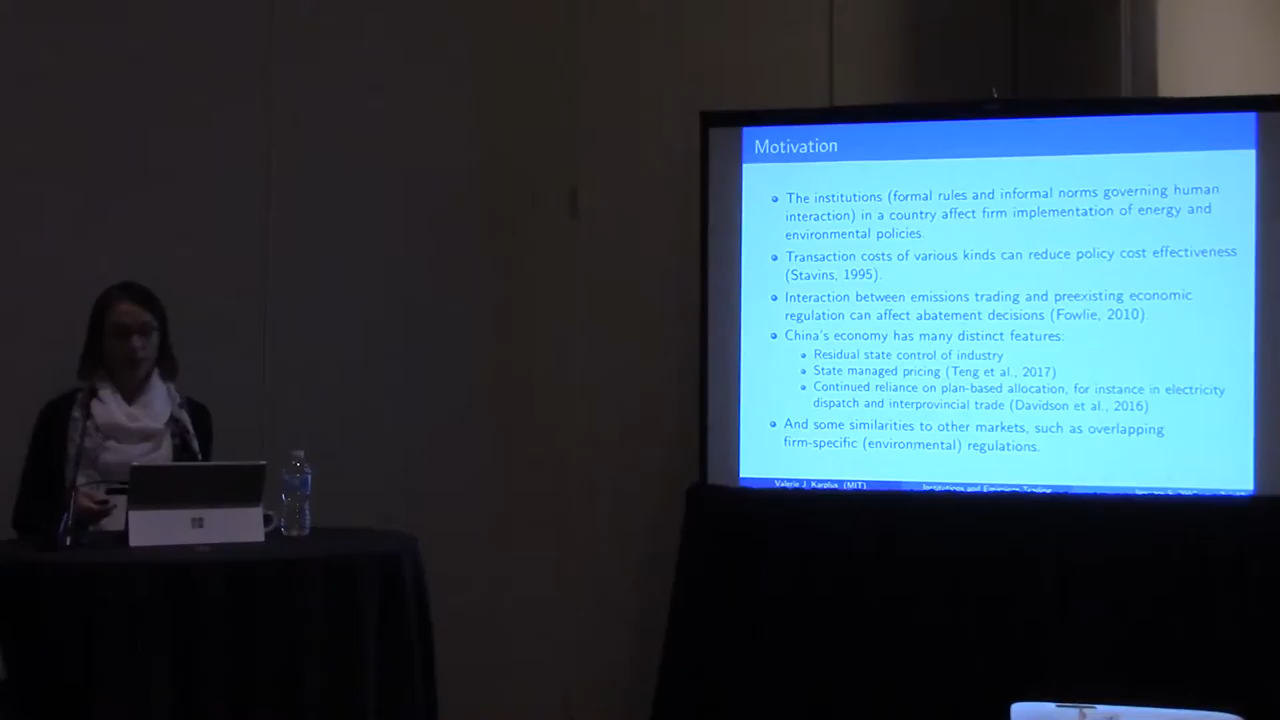 Motivation
The institutions (formal rules and informal norms governing human
interaction) in a country affect firm implementation of energy and
environmental policies.
Transaction costs of various kinds can reduce policy cost effectiveness
(Stavins, 1995).
Interaction between emissions trading and preexisting economic
regulation can affect abatement decisions (Fowlie, 2010).
China's economy has many distinct features:
Residual state control of industry
State managed pricing (Teng et al., 2017)
Continued reliance on plan-based allocation, for instance in electricity
dispatch and interprovincial trade (Davidson et al., 2016)
And some similarities to other markets, such as overlapping
firm-specific (environmental) regulations.
Valerie J. Karplus (MIT)
Institutions and Emissions Trading